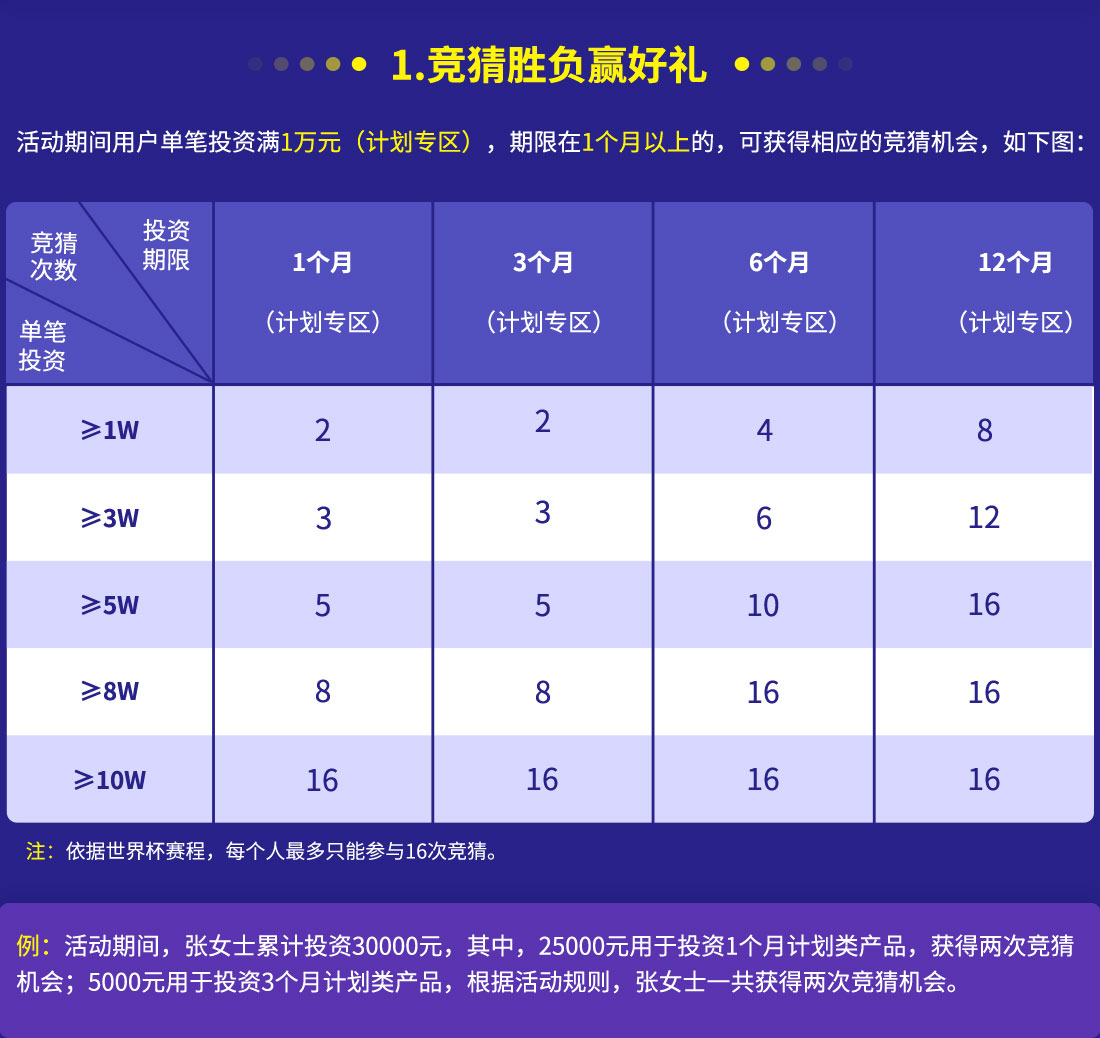 1.竞猜胜负赢好礼
活动期间用户单笔投资满1万元（计划专区），期限在1个月以上的，可获得相应的竞猜机会，如下图：
竞猜
次数
投资
期限
单笔
投资
1个月
3个月
6个月
12个月
（计划专区）
（计划专区）
（计划专区）
（计划专区）
⩾1W 2 2 4 8
⩾3W 3 3 6 12
⩾5W 5 5 10 16
⩾8W 8 8 16 16
⩾10W 16 16 16 16
注：依据世界杯赛程，每个人最多只能参与16次竞猜。
例：活动期间，张女士累计投资30000元，其中，25000元用于投资1个月计划类产品，获得两次竞猜
机会；5000元用于投资3个月计划类产品，根据活动规则，张女士一共获得两次竞猜机会。